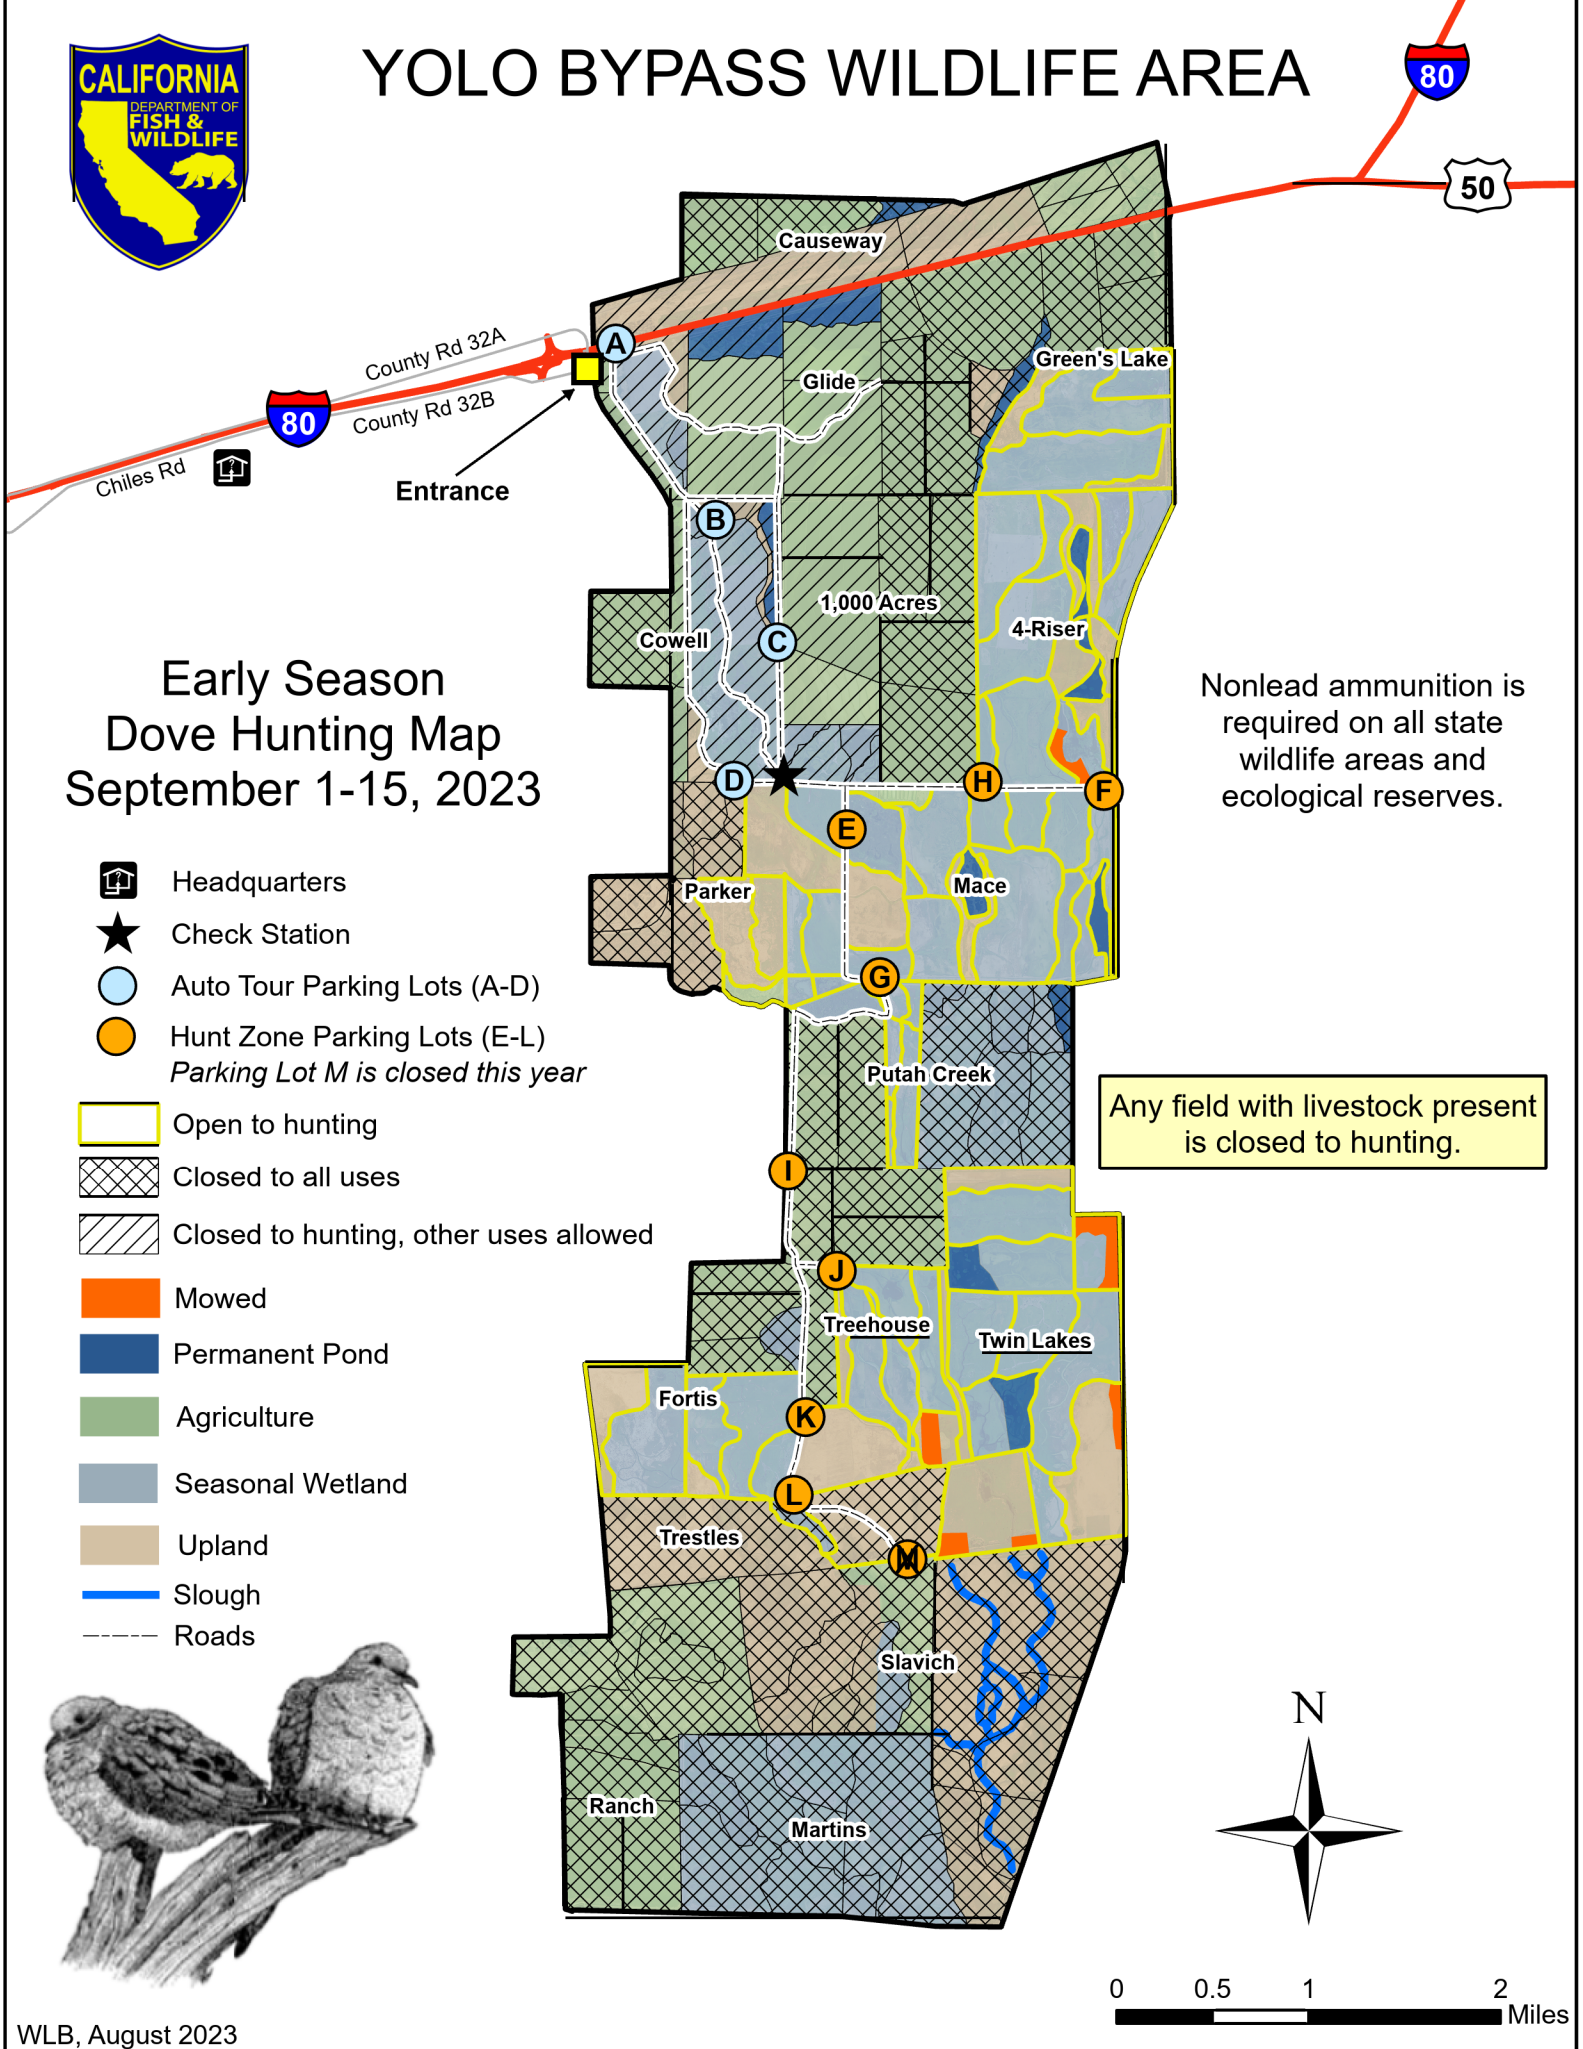 YOLO BYPASS WILDLIFE AREA
CALIFORNIA
DEPARTMENT OF
FISH &
WILDLIFE
80
50
Causeway
County Rd 32A
A
Green's Lake
Glide
80
County Rd 32B
Chiles Rd
Entrance
B
1,000 Acres
4-Riser
Cowell
C
Early Season
Dove Hunting Map
September 1-15, 2023
Nonlead ammunition is
required on all state
wildlife areas and
ecological reserves.
D
H
F
E
Parker
Mace
G
Headquarters
Check Station
Auto Tour Parking Lots (A-D)
Hunt Zone Parking Lots (E-L)
Parking Lot M is closed this year
Open to hunting
Closed to all uses
Closed to hunting, other uses allowed
Mowed
Permanent Pond
Agriculture
Seasonal Wetland
Upland
Slough
Roads
Putah Creek
Any field with livestock present
is closed to hunting.
I
J
Treehouse
Twin Lakes
Fortis
K
L
Trestles
M
Slavich
Ranch
Martins
N
0 0.5 1 2
Miles
WLB, August 2023